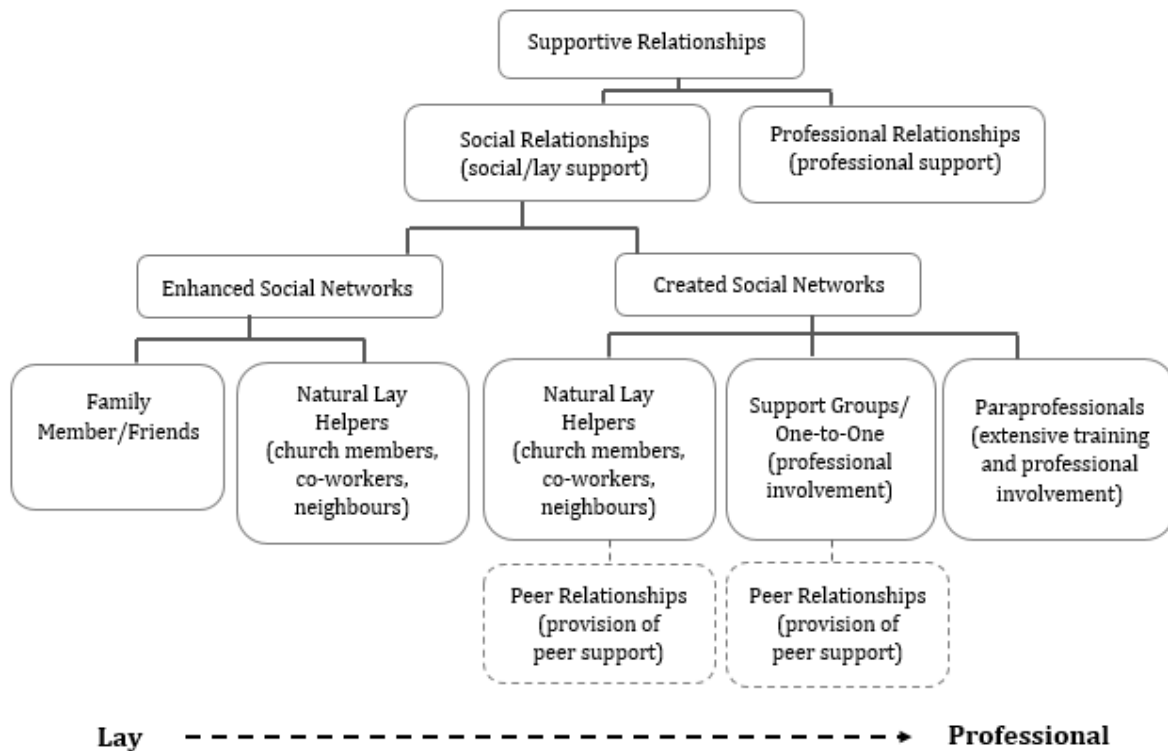 Supportive Relationships
Social Relationships
(social/lay support)
Professional Relationships
(professional support)
Enhanced Social Networks
Created Social Networks
Family
Member/Friends
Natural Lay
Helpers
(church members,
co-workers,
neighbours)
Natural Lay
Helpers
(church members,
co-workers,
neighbours)
Support Groups/
One-to-One
(professional
involvement)
Paraprofessionals
(extensive training
and professional
involvement)
Peer Relationships
(provision of
peer support)
Peer Relationships
(provision of
peer support)
Lay
Professional